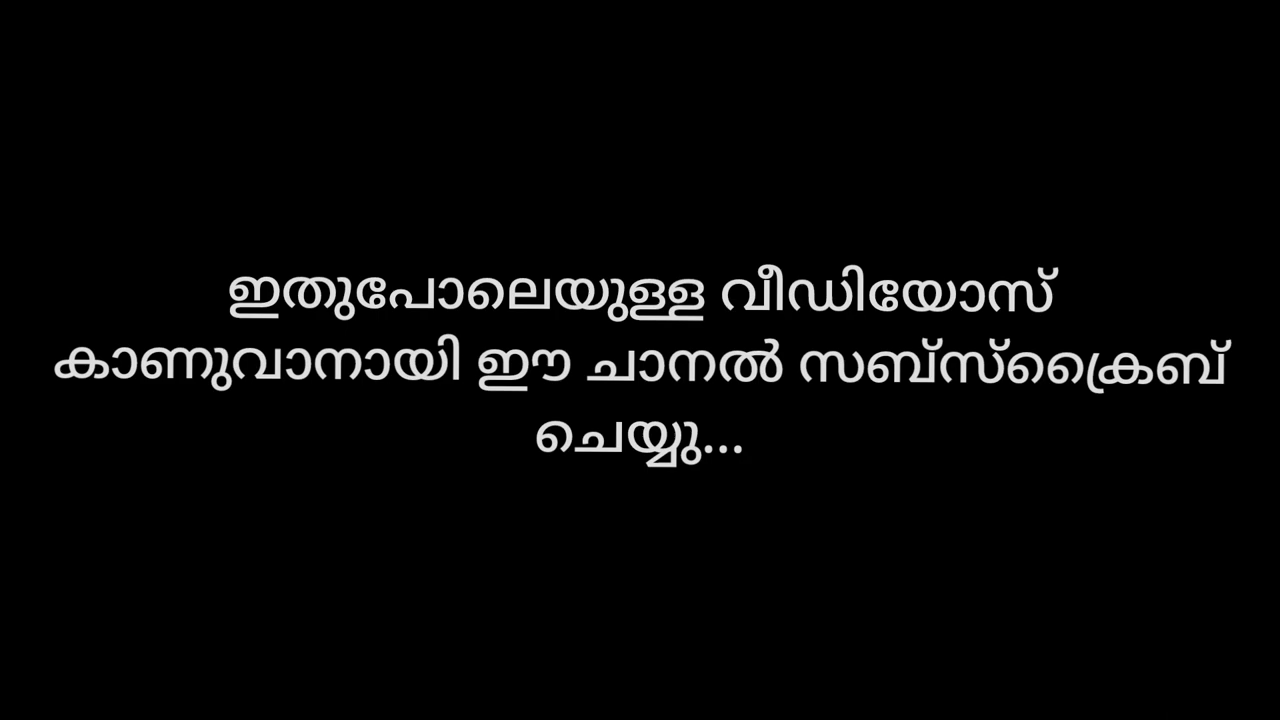 ഇതുപോലെയുള്ള വീഡിയോസ്
കാണുവാനായി ഈ ചാനൽ സബ്സ്ക്രൈബ്
ചെയ്യു...